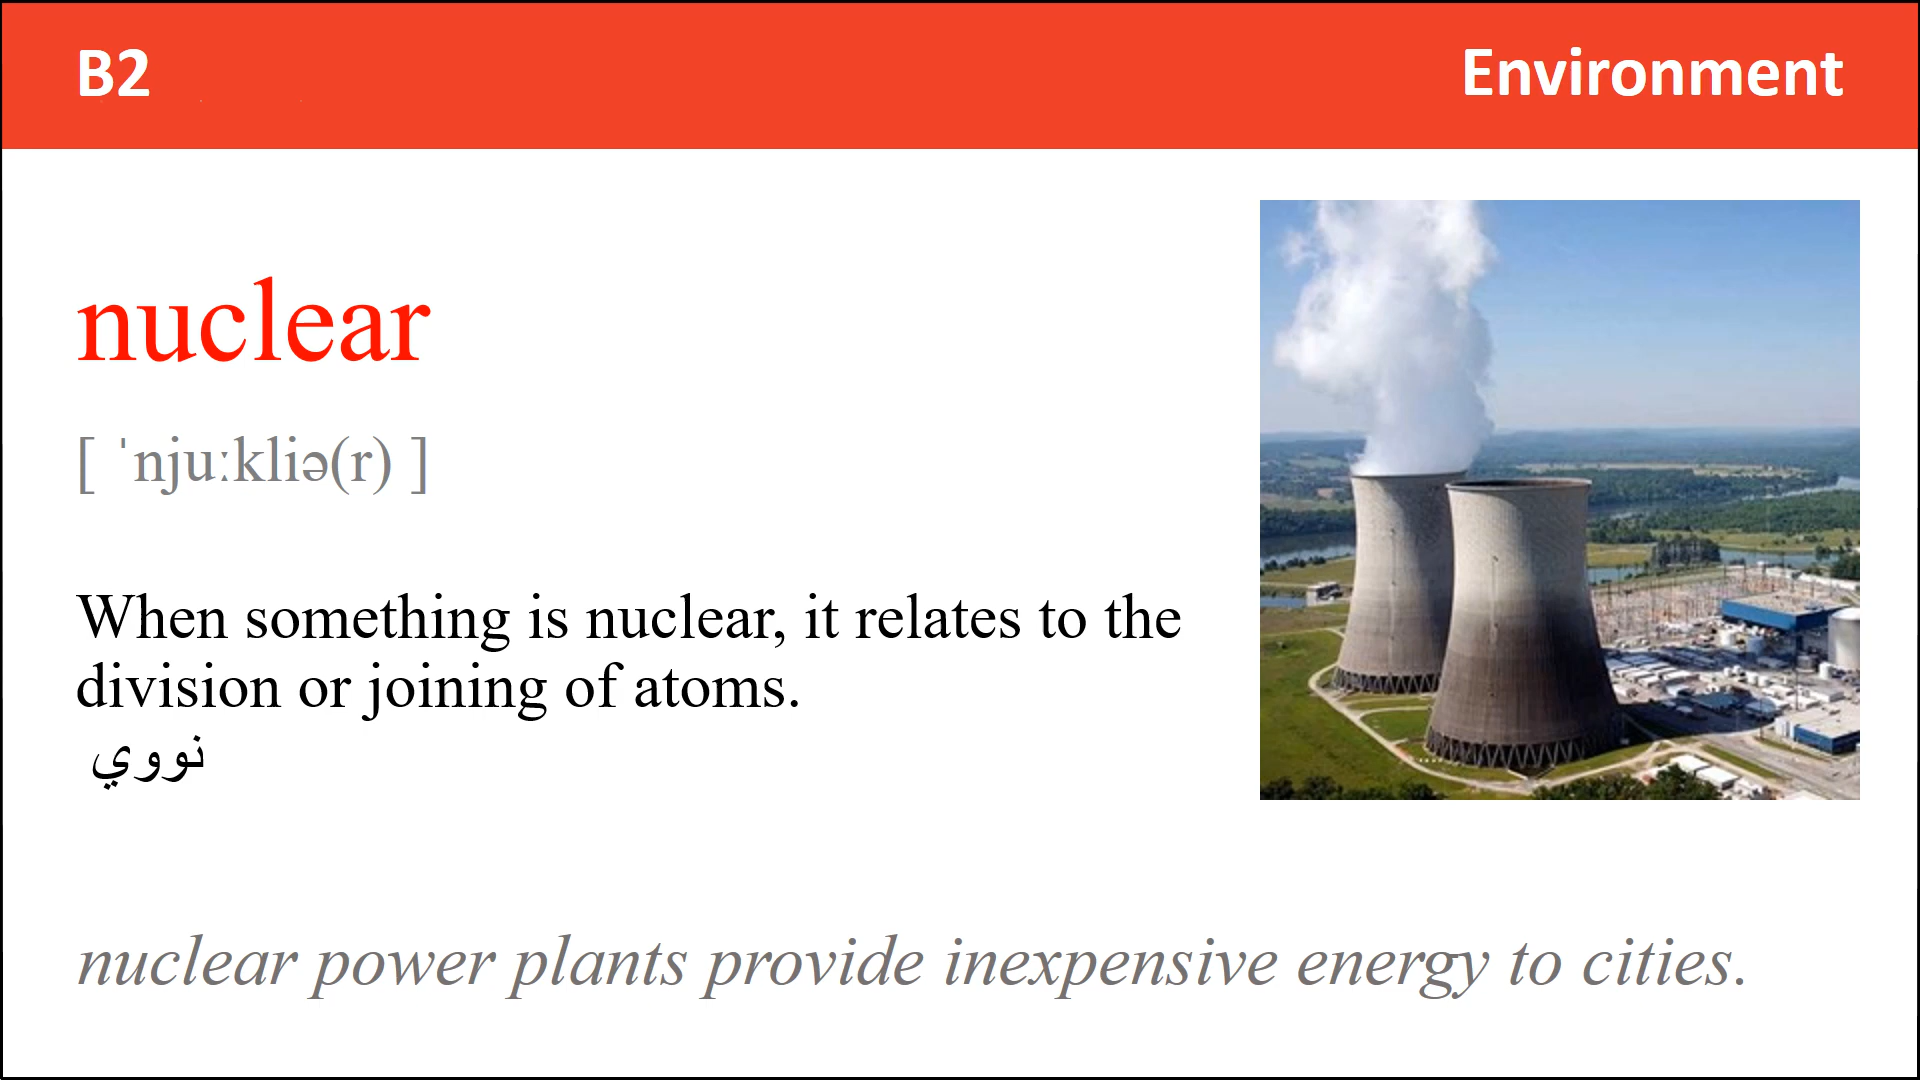 B2
Environment
nuclear
[ ˈnjuːkliə(r) ]
When something is nuclear, it relates to the
division or joining of atoms.
نووي
nuclear power plants provide inexpensive energy to cities.